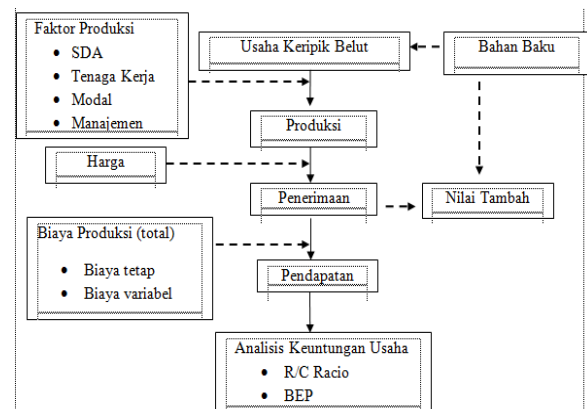 Faktor Produksi
• SDA
• Tenaga Kerja
• Modal
• Manajemen
Usaha Keripik Belut
Bahan Baku
Produksi
Harga
Penerimaan
Nilai Tambah
Biaya Produksi (total)
• Biaya tetap
• Biaya variabel
Pendapatan
Analisis Keuntungan Usaha
• R/C Racio
• BEP